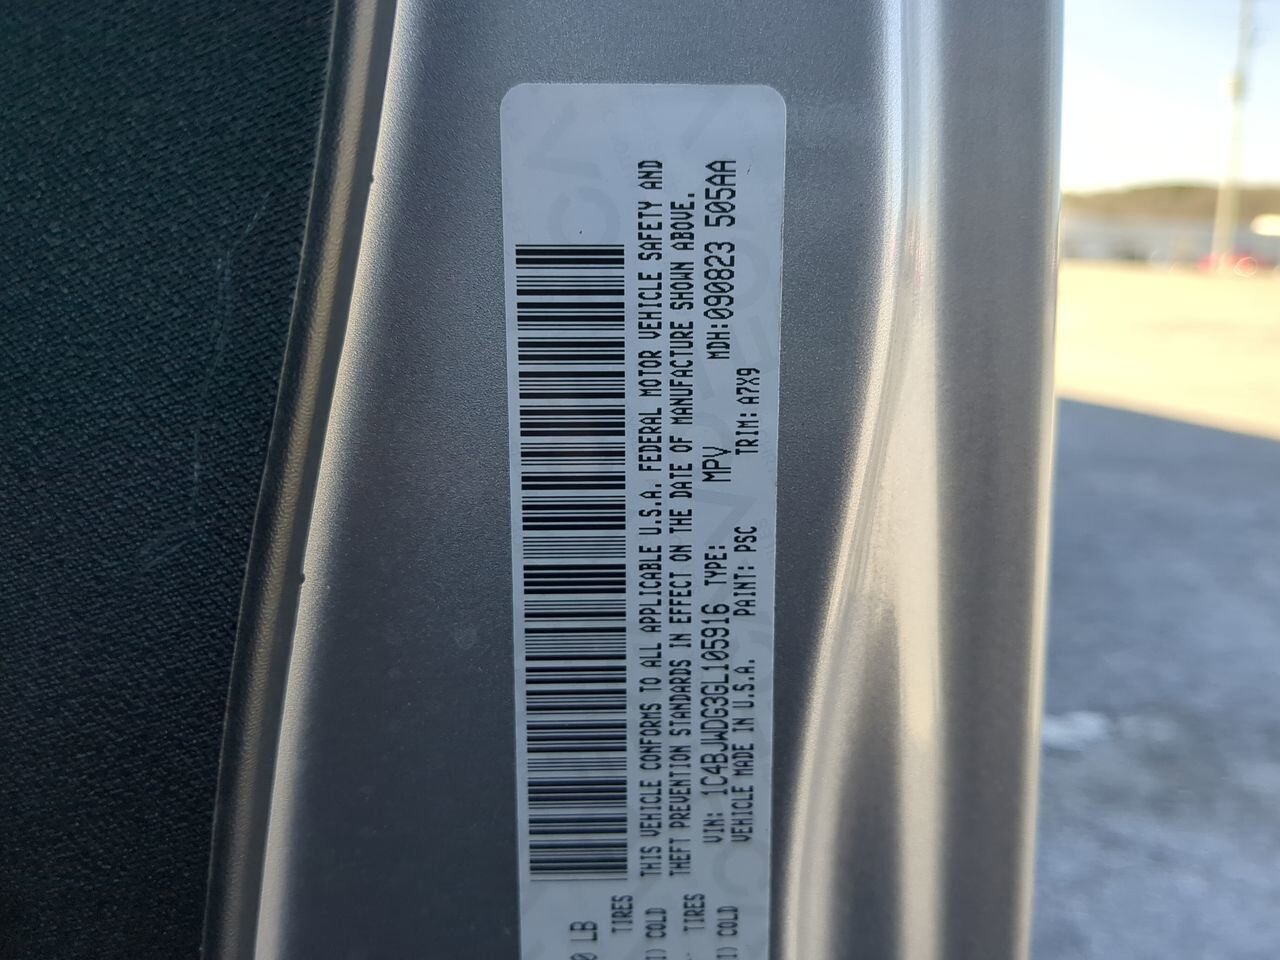 0 LB
TIRES
THIS VEHICLE CONFORMS TO ALL APPLICABLE U.S.A. FEDERAL MOTOR VEHICLE SAFETY AND
I) COLD
THEFT PREVENTION STANDARDS IN EFFECT ON THE DATE OF MANUFACTURE SHOWN ABOVE.
TIRES
VIN: 1C4BJWDG3GL105916 TYPE: MPV MDH:090823 505AA
I) COLD
VEHICLE MADE IN U.S.A. PAINT: PSC TRIM: A7X9